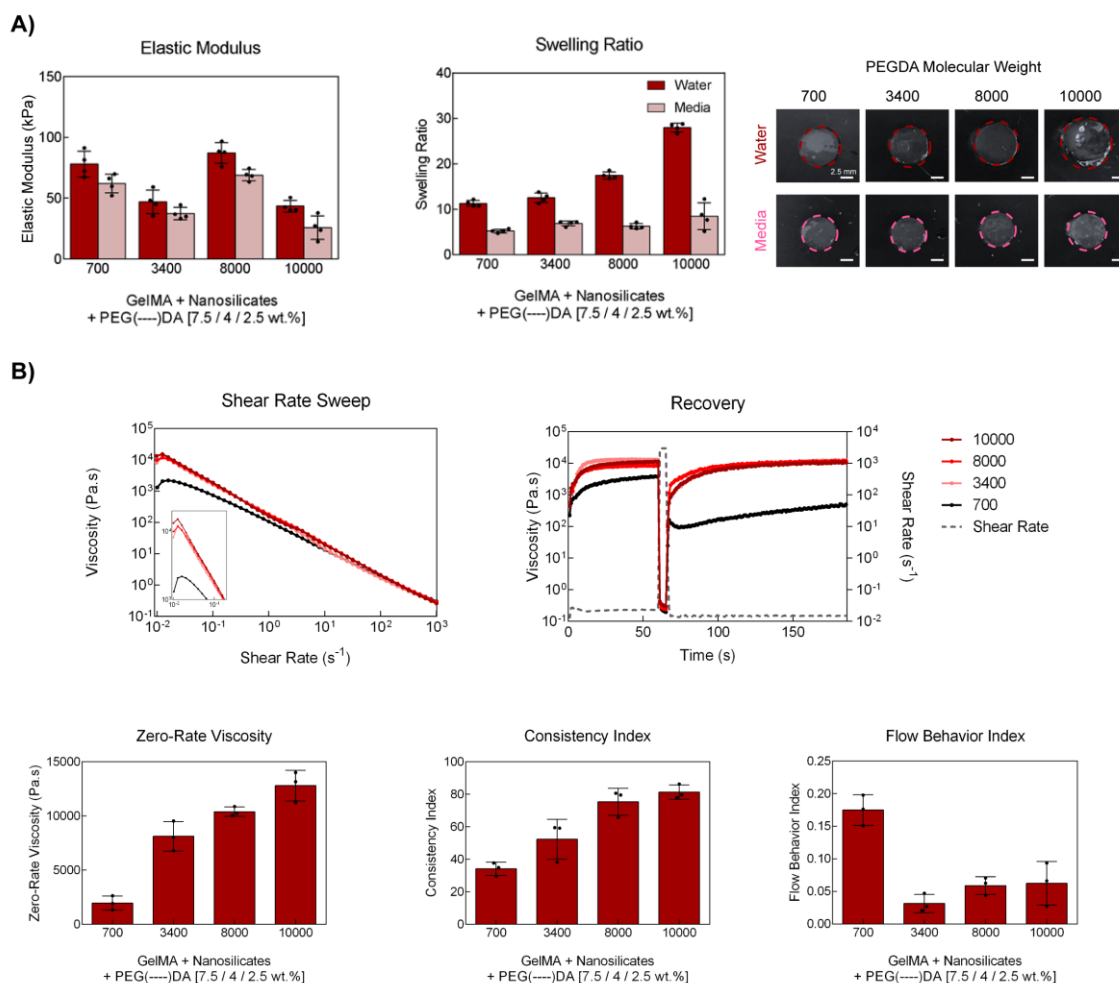 A)
Elastic Modulus
Elastic Modulus (kPa)
150
100
50
0
700 3400 8000 10000
GelMA + Nanosilicates
+ PEG(----)DA [7.5 / 4 / 2.5 wt.%]
Swelling Ratio
Swelling Ratio
40
30
20
10
0
Water
Media
700 3400 8000 10000
GelMA + Nanosilicates
+ PEG(----)DA [7.5 / 4 / 2.5 wt.%]
PEGDA Molecular Weight
700 3400 8000 10000
Water
2.5 mm
Media
B)
Shear Rate Sweep
Viscosity (Pa.s)
10⁵
10⁴
10³
10²
10¹
10⁰
10⁻¹
10⁻² 10⁻¹ 10⁰ 10¹ 10² 10³
Shear Rate (s⁻¹)
10⁴
10³
10⁻² 10⁻¹
Recovery
Viscosity (Pa.s)
10⁵
10⁴
10³
10²
10¹
10⁰
10⁻¹
0 50 100 150
Time (s)
10⁴
10³
10²
10¹
10⁰
10⁻¹
10⁻²
Shear Rate (s⁻¹)
10000
8000
3400
700
Shear Rate
Zero-Rate Viscosity
Zero-Rate Viscosity (Pa.s)
15000
10000
5000
0
700 3400 8000 10000
GelMA + Nanosilicates
+ PEG(----)DA [7.5 / 4 / 2.5 wt.%]
Consistency Index
Consistency Index
100
80
60
40
20
0
700 3400 8000 10000
GelMA + Nanosilicates
+ PEG(----)DA [7.5 / 4 / 2.5 wt.%]
Flow Behavior Index
Flow Behavior Index
0.25
0.20
0.15
0.10
0.05
0.00
700 3400 8000 10000
GelMA + Nanosilicates
+ PEG(----)DA [7.5 / 4 / 2.5 wt.%]